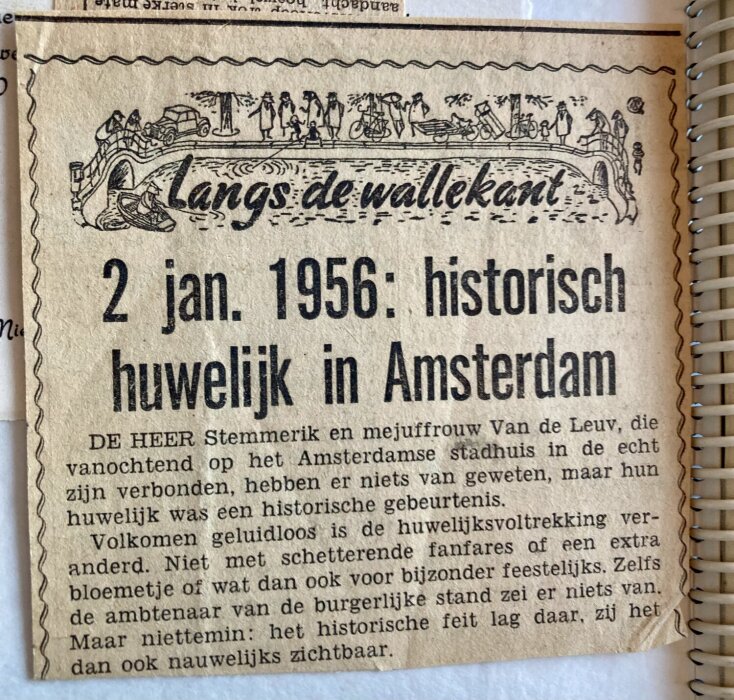 aandacht
Langs de wallekant
2 jan. 1956: historisch
huwelijk in Amsterdam
DE HEER Stemmerik en mejuffrouw Van de Leuv, die
vanochtend op het Amsterdamse stadhuis in de echt
zijn verbonden, hebben er niets van geweten, maar hun
huwelijk was een historische gebeurtenis.
Volkomen geluidloos is de huwelijksvoltrekking ver-
anderd. Niet met schetterende fanfares of een extra
bloemetje of wat dan ook voor bijzonder feestelijks. Zelfs
de ambtenaar van de burgerlijke stand zei er niets van.
Maar niettemin: het historische feit lag daar, zij het
dan ook nauwelijks zichtbaar.